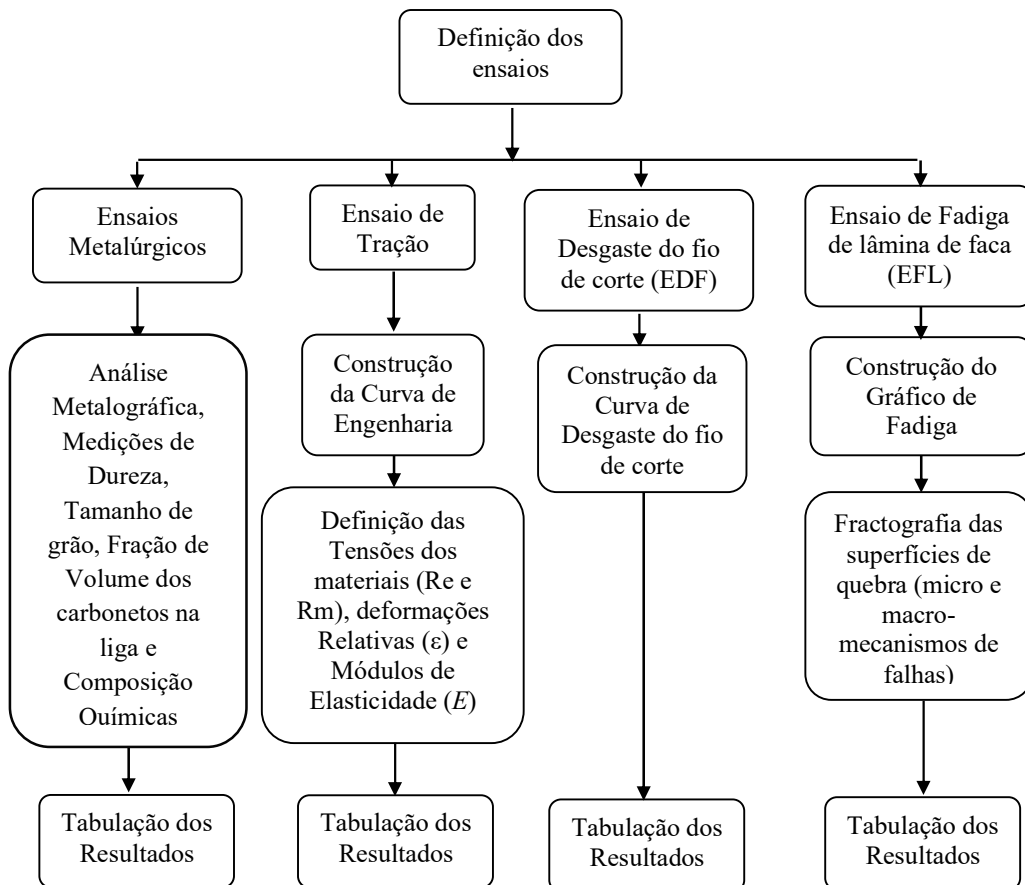 Definição dos
ensaios
Ensaios
Metalúrgicos
Ensaio de
Tração
Ensaio de
Desgaste do fio
de corte (EDF)
Ensaio de Fadiga
de lâmina de faca
(EFL)
Análise
Metalográfica,
Medições de
Dureza,
Tamanho de
grão, Fração de
Volume dos
carbonetos na
liga e
Composição
Químicas
Construção
da Curva de
Engenharia
Construção da
Curva de
Desgaste do fio
de corte
Construção do
Gráfico de
Fadiga
Definição das
Tensões dos
materiais (Re e
Rm), deformações
Relativas (ε) e
Módulos de
Elasticidade (E)
Fractografia das
superfícies de
quebra (micro e
macro-
mecanismos de
falhas)
Tabulação dos
Resultados
Tabulação dos
Resultados
Tabulação dos
Resultados
Tabulação dos
Resultados